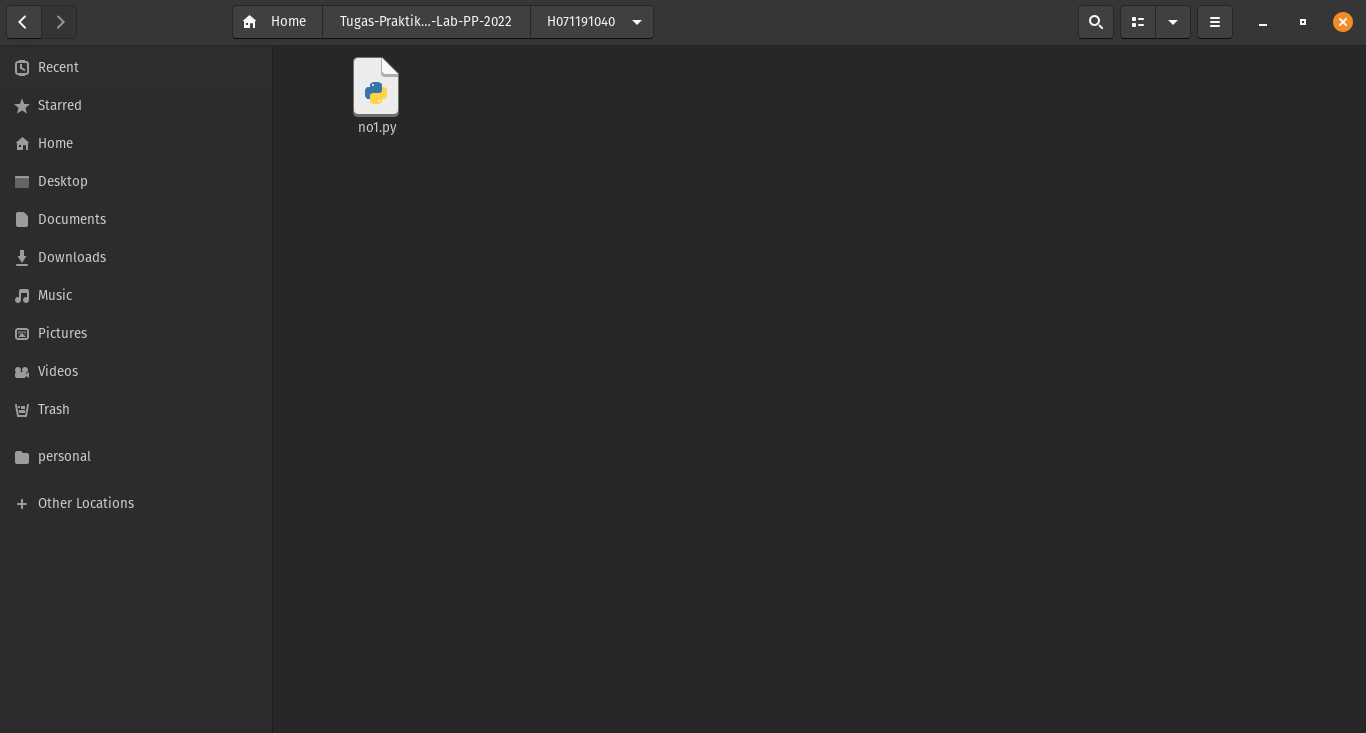 Home Tugas-Praktik...-Lab-PP-2022 H071191040
Recent
Starred
Home
Desktop
Documents
Downloads
Music
Pictures
Videos
Trash
personal
Other Locations
no1.py